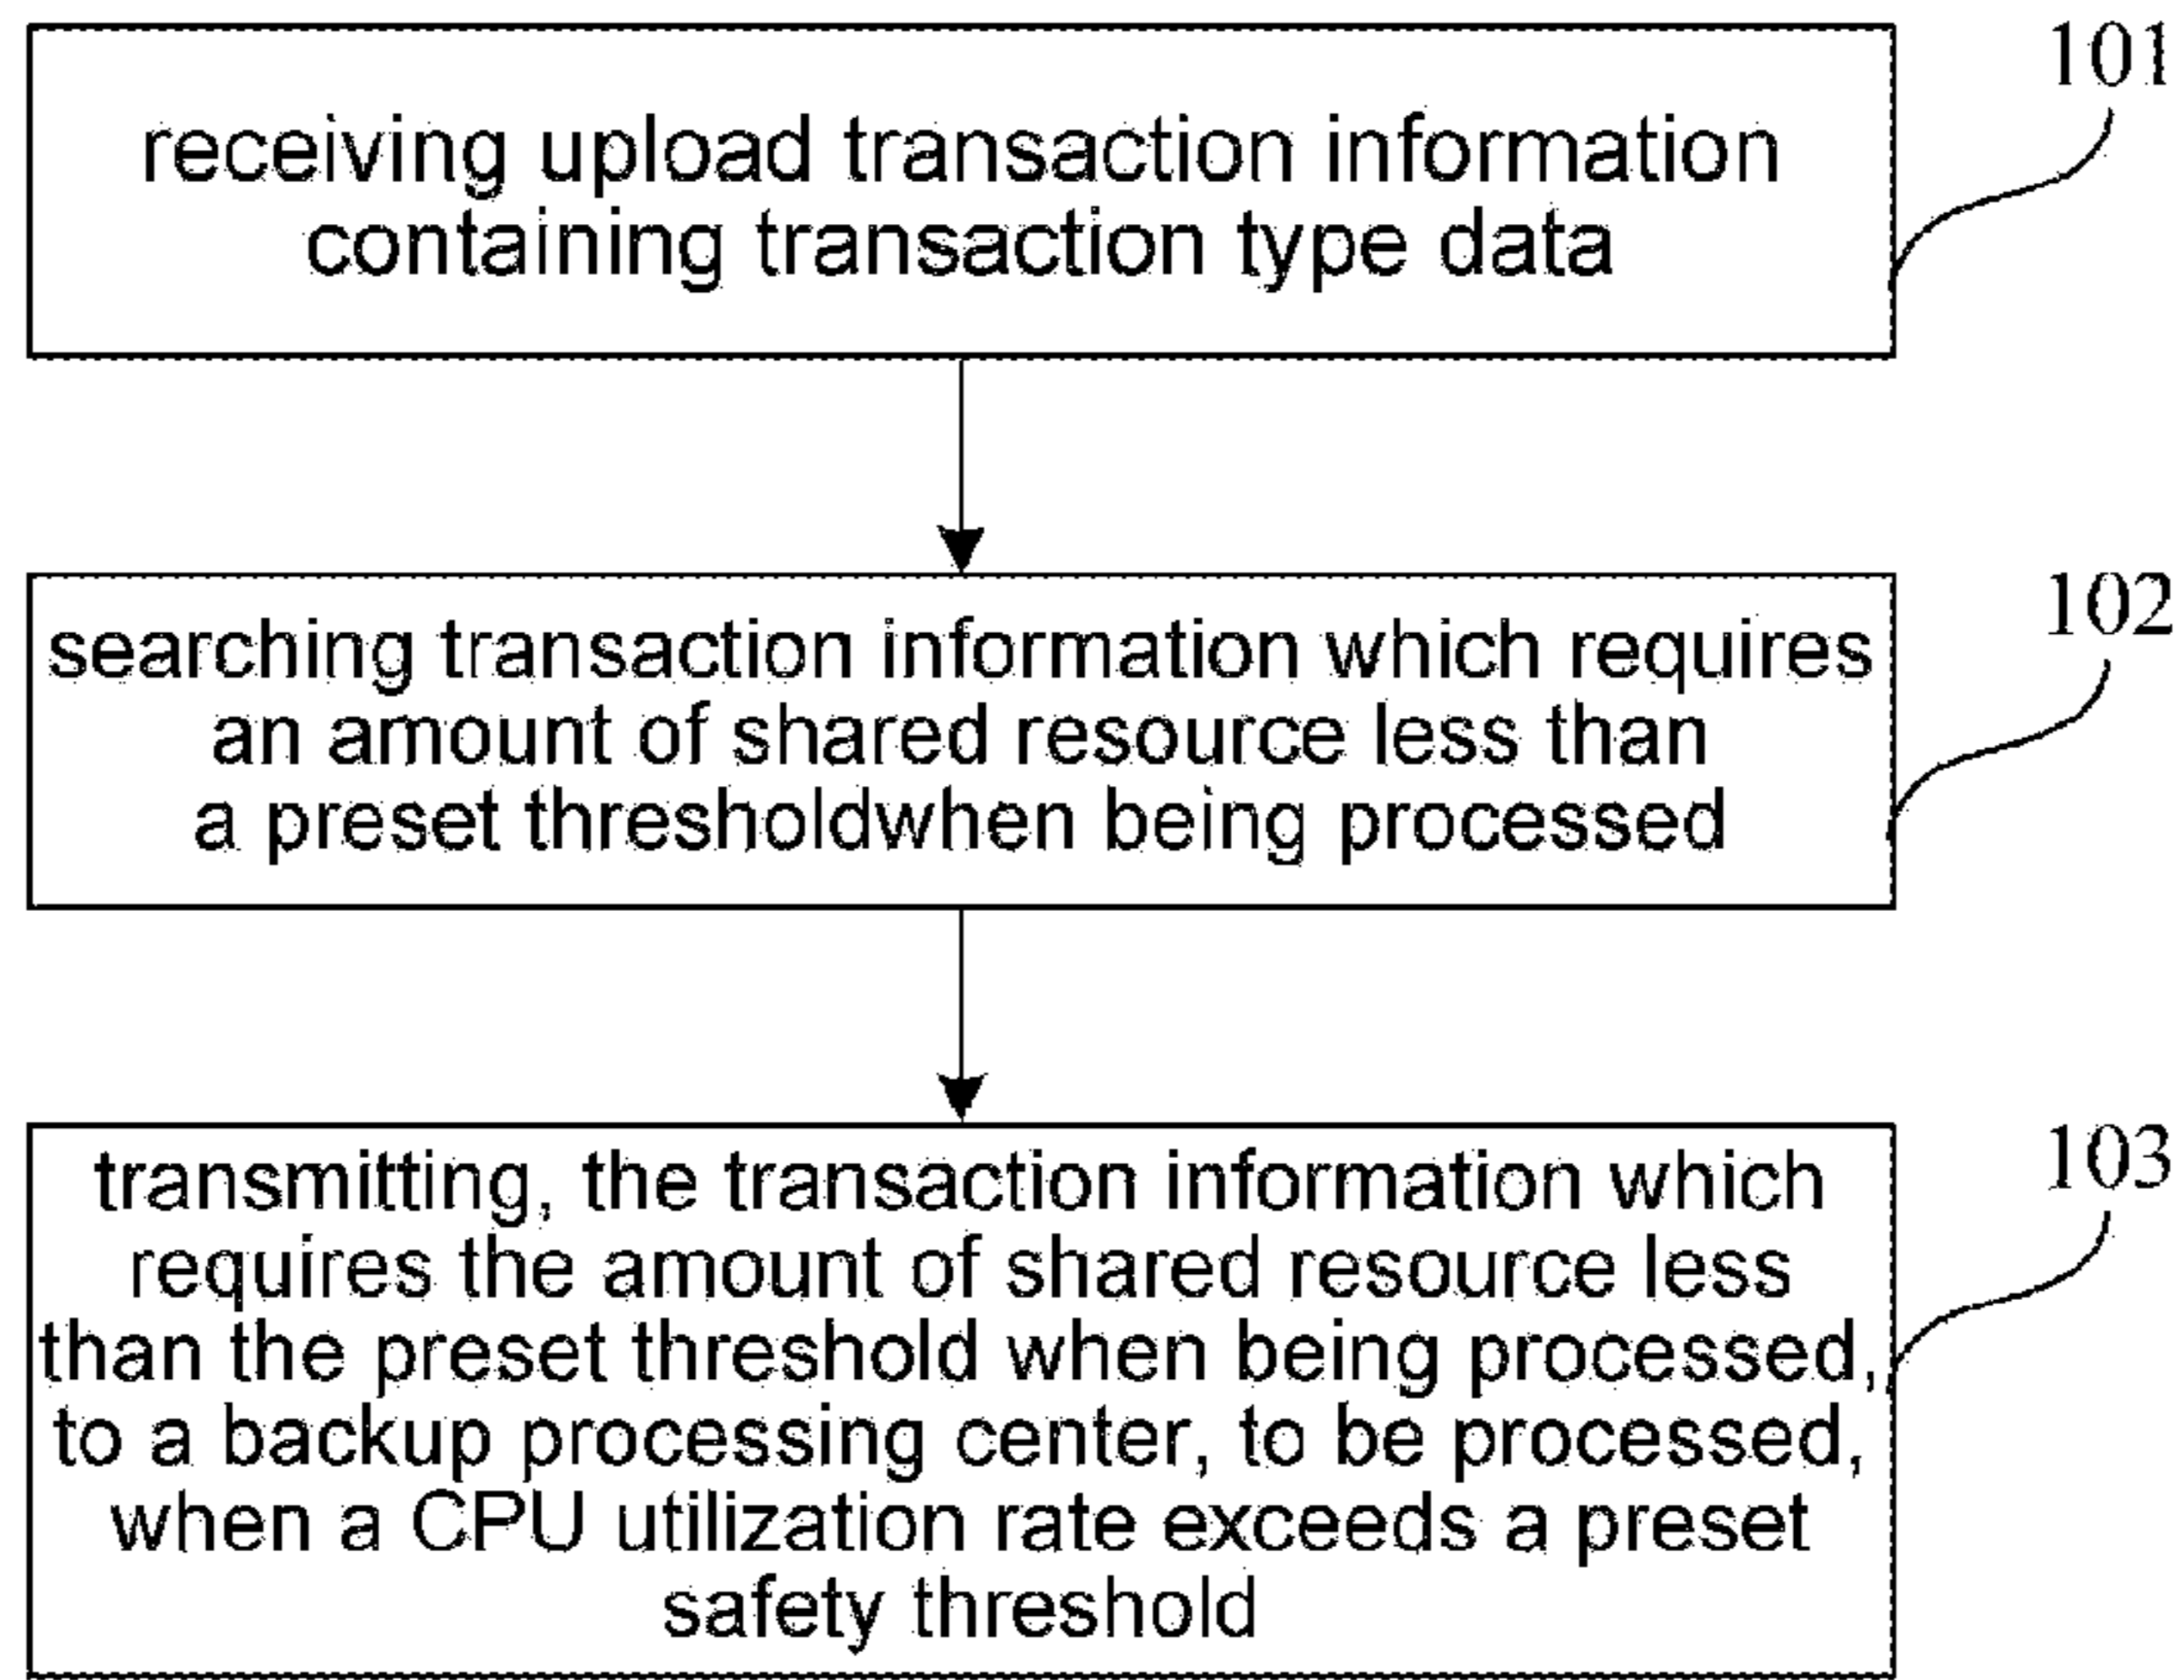 101
receiving upload transaction information
containing transaction type data
102
searching transaction information which requires
an amount of shared resource less than
a preset thresholdwhen being processed
103
transmitting, the transaction information which
requires the amount of shared resource less
than the preset threshold when being processed,
to a backup processing center, to be processed,
when a CPU utilization rate exceeds a preset
safety threshold